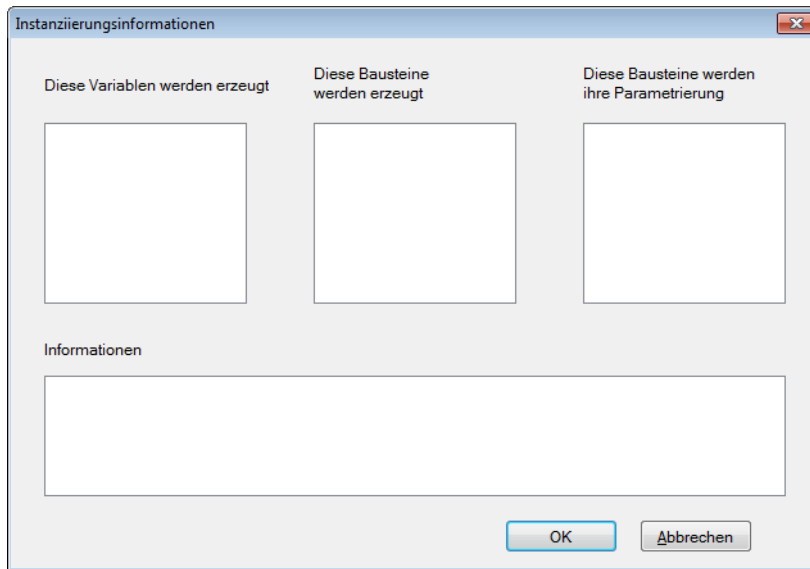 Instanziierungsinformationen
Diese Variablen werden erzeugt
Diese Bausteine
werden erzeugt
Diese Bausteine werden
ihre Parametrierung
Informationen
OK
Abbrechen